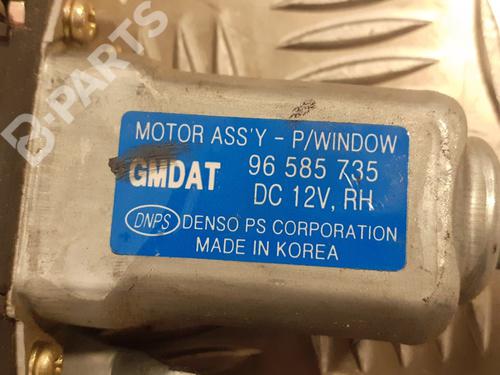 B-PARTS
MOTOR ASS'Y - P/WINDOW
GMDAT 96 585 735
DC 12V, RH
DNPS DENSO PS CORPORATION
MADE IN KOREA